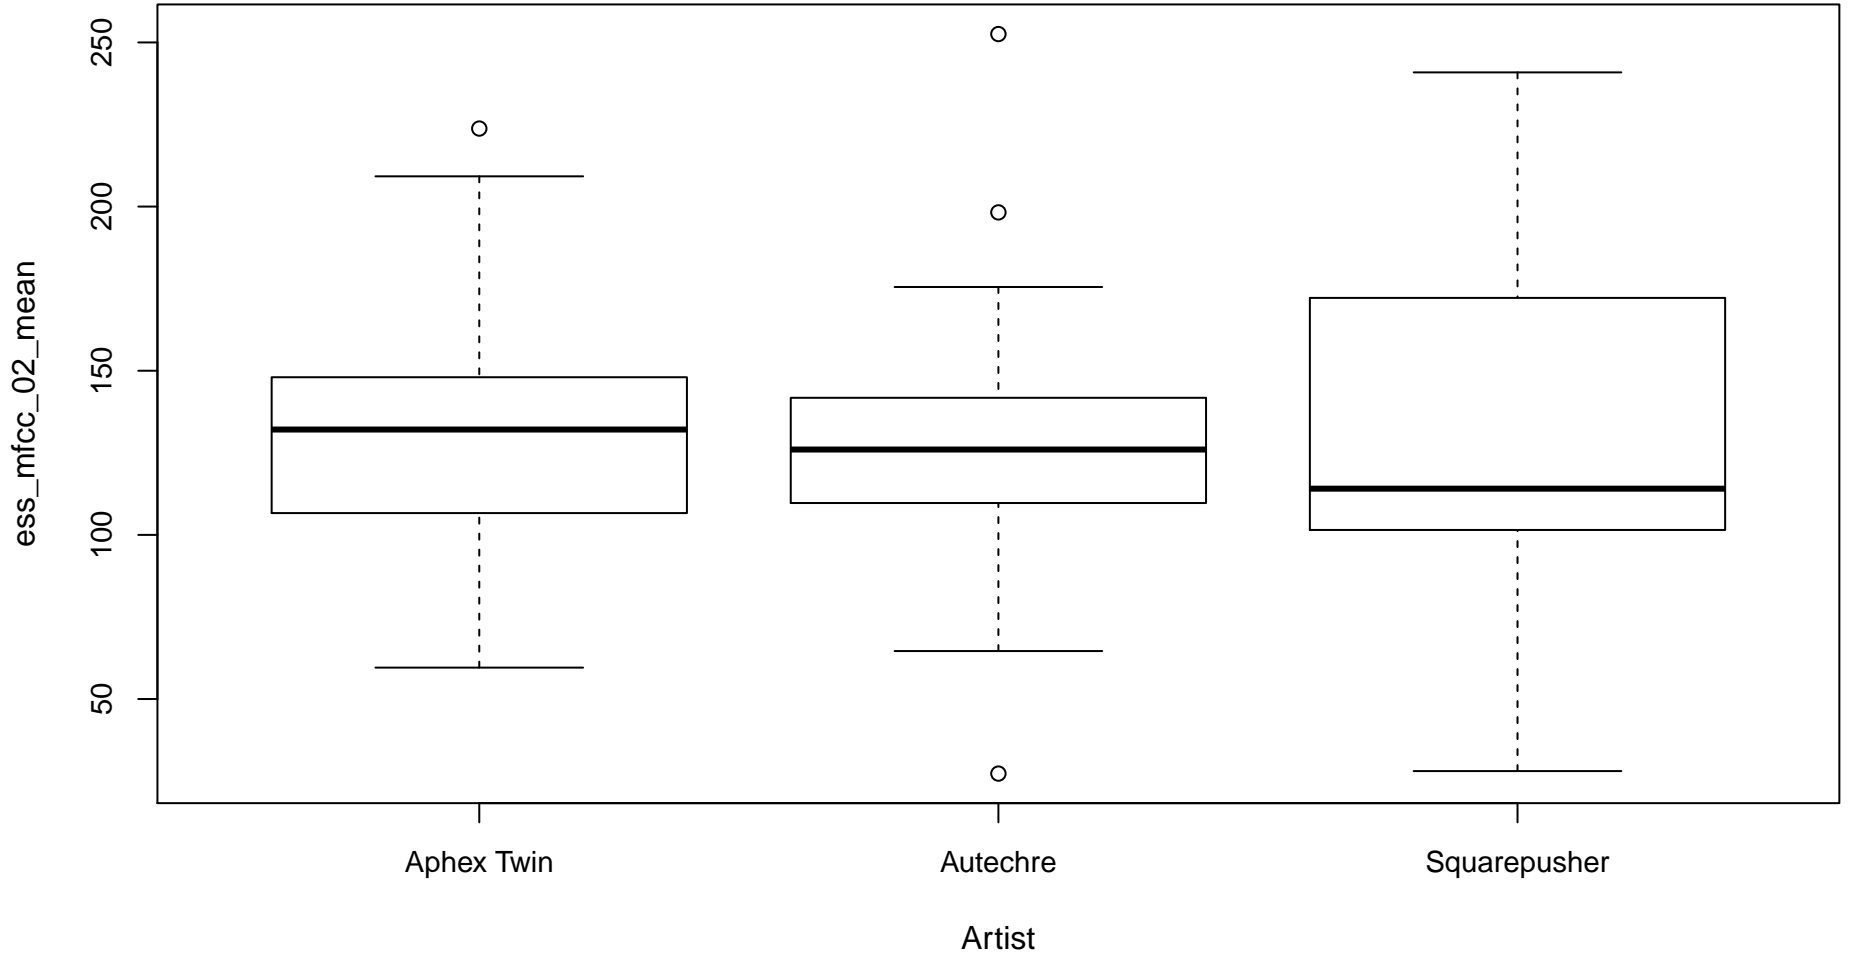 ess_mfcc_02_mean
250
200
150
100
50
Aphex Twin
Autechre
Squarepusher
Artist